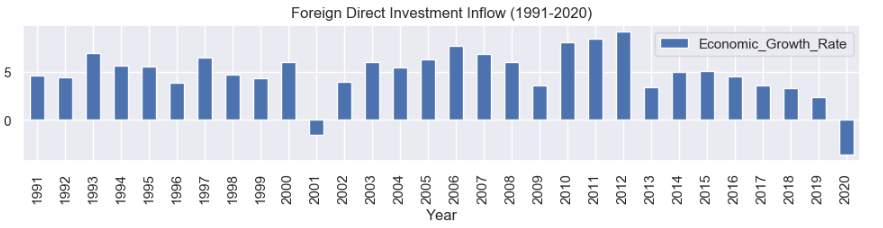 Foreign Direct Investment Inflow (1991-2020)
Economic_Growth_Rate
5
0
1991 1992 1993 1994 1995 1996 1997 1998 1999 2000 2001 2002 2003 2004 2005 2006 2007 2008 2009 2010 2011 2012 2013 2014 2015 2016 2017 2018 2019 2020
Year